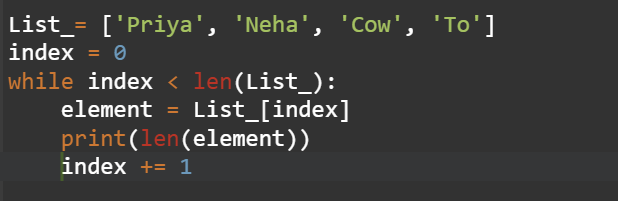 List_= ['Priya', 'Neha', 'Cow', 'To']
index = 0
while index < len(List_):
    element = List_[index]
    print(len(element))
    index += 1